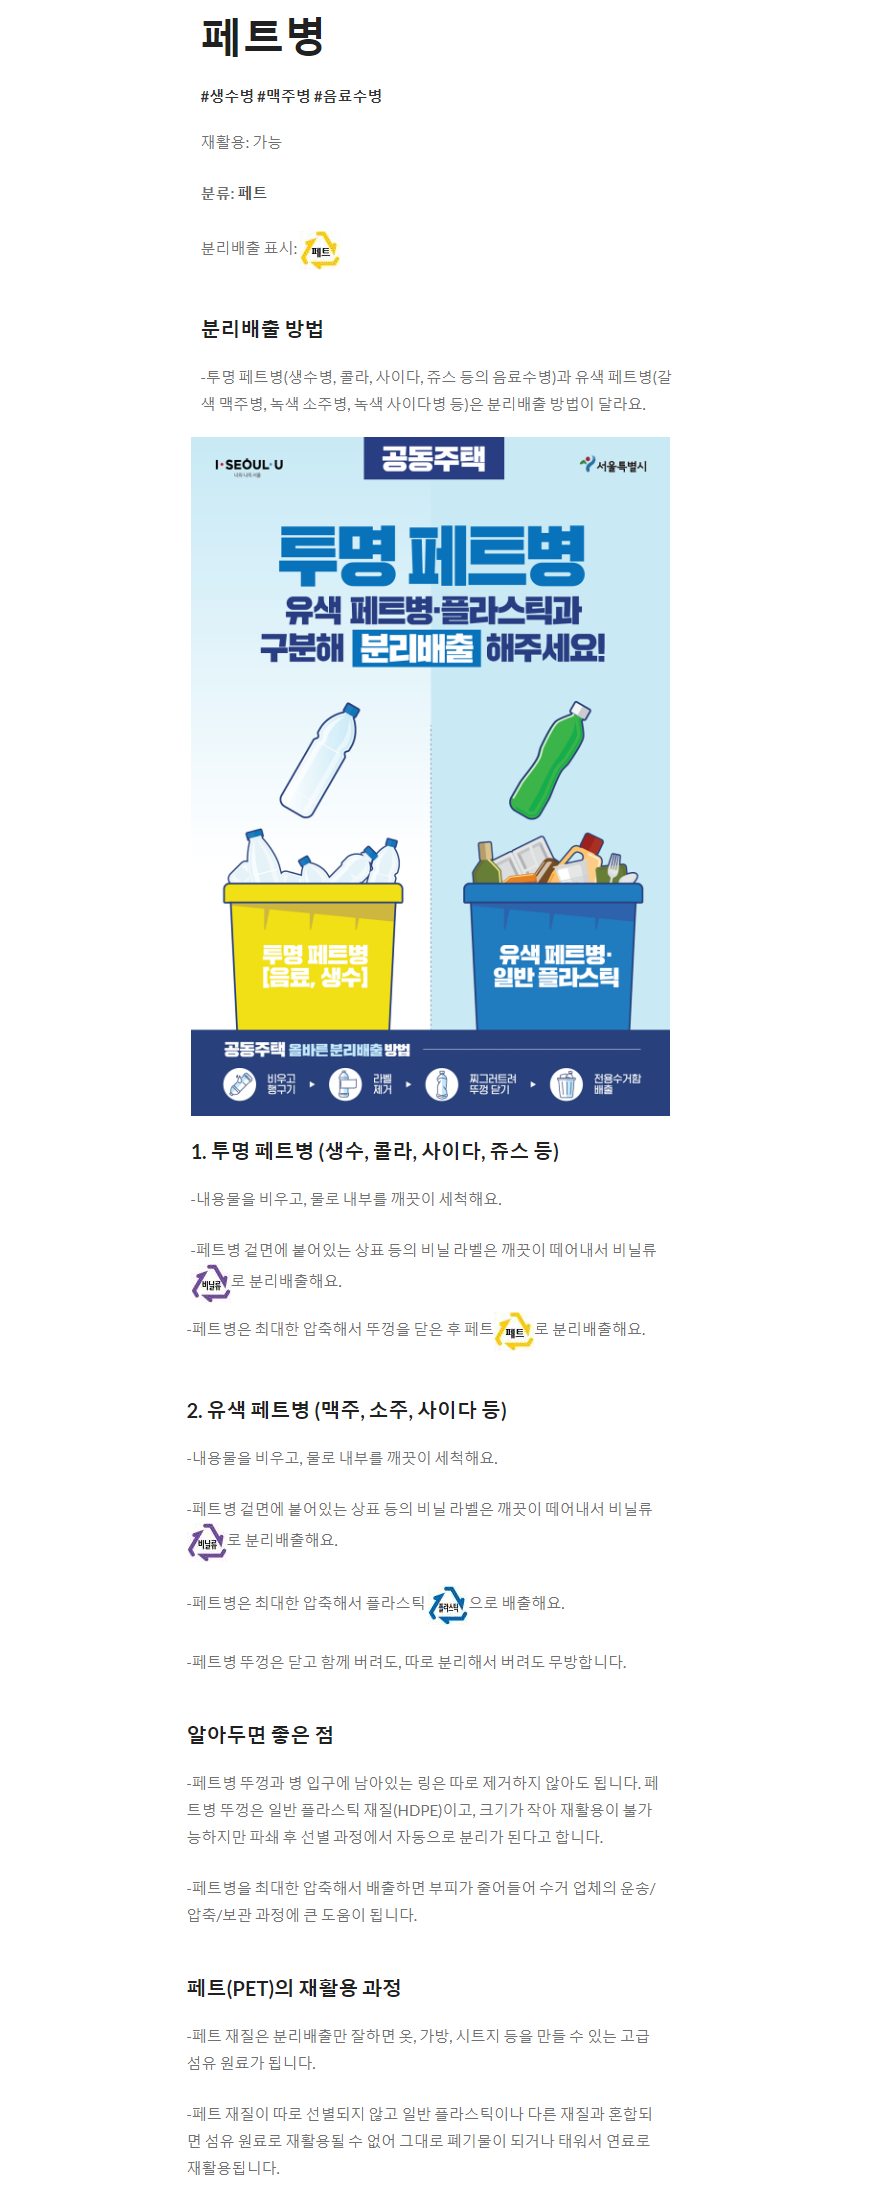 페트병
#생수병 #맥주병 #음료수병
재활용: 가능
분류: 페트
분리배출 표시: 페트
분리배출 방법
-투명 페트병(생수병, 콜라, 사이다, 쥬스 등의 음료수병)과 유색 페트병(갈
색 맥주병, 녹색 소주병, 녹색 사이다병 등)은 분리배출 방법이 달라요.
I·SEOUL·U
너와 나의 서울
공동주택
서울특별시
투명 페트병
유색 페트병·플라스틱과
구분해 분리배출 해주세요!
투명 페트병
[음료, 생수]
유색 페트병·
일반 플라스틱
공동주택 올바른 분리배출 방법
비우고
헹구기
라벨
제거
찌그러트려
뚜껑 닫기
전용수거함
배출
1. 투명 페트병 (생수, 콜라, 사이다, 쥬스 등)
-내용물을 비우고, 물로 내부를 깨끗이 세척해요.
-페트병 겉면에 붙어있는 상표 등의 비닐 라벨은 깨끗이 떼어내서 비닐류
비닐류 로 분리배출해요.
-페트병은 최대한 압축해서 뚜껑을 닫은 후 페트 페트 로 분리배출해요.
2. 유색 페트병 (맥주, 소주, 사이다 등)
-내용물을 비우고, 물로 내부를 깨끗이 세척해요.
-페트병 겉면에 붙어있는 상표 등의 비닐 라벨은 깨끗이 떼어내서 비닐류
비닐류 로 분리배출해요.
-페트병은 최대한 압축해서 플라스틱 플라스틱 으로 배출해요.
-페트병 뚜껑은 닫고 함께 버려도, 따로 분리해서 버려도 무방합니다.
알아두면 좋은 점
-페트병 뚜껑과 병 입구에 남아있는 링은 따로 제거하지 않아도 됩니다. 페
트병 뚜껑은 일반 플라스틱 재질(HDPE)이고, 크기가 작아 재활용이 불가
능하지만 파쇄 후 선별 과정에서 자동으로 분리가 된다고 합니다.
-페트병을 최대한 압축해서 배출하면 부피가 줄어들어 수거 업체의 운송/
압축/보관 과정에 큰 도움이 됩니다.
페트(PET)의 재활용 과정
-페트 재질은 분리배출만 잘하면 옷, 가방, 시트지 등을 만들 수 있는 고급
섬유 원료가 됩니다.
-페트 재질이 따로 선별되지 않고 일반 플라스틱이나 다른 재질과 혼합되
면 섬유 원료로 재활용될 수 없어 그대로 폐기물이 되거나 태워서 연료로
재활용됩니다.